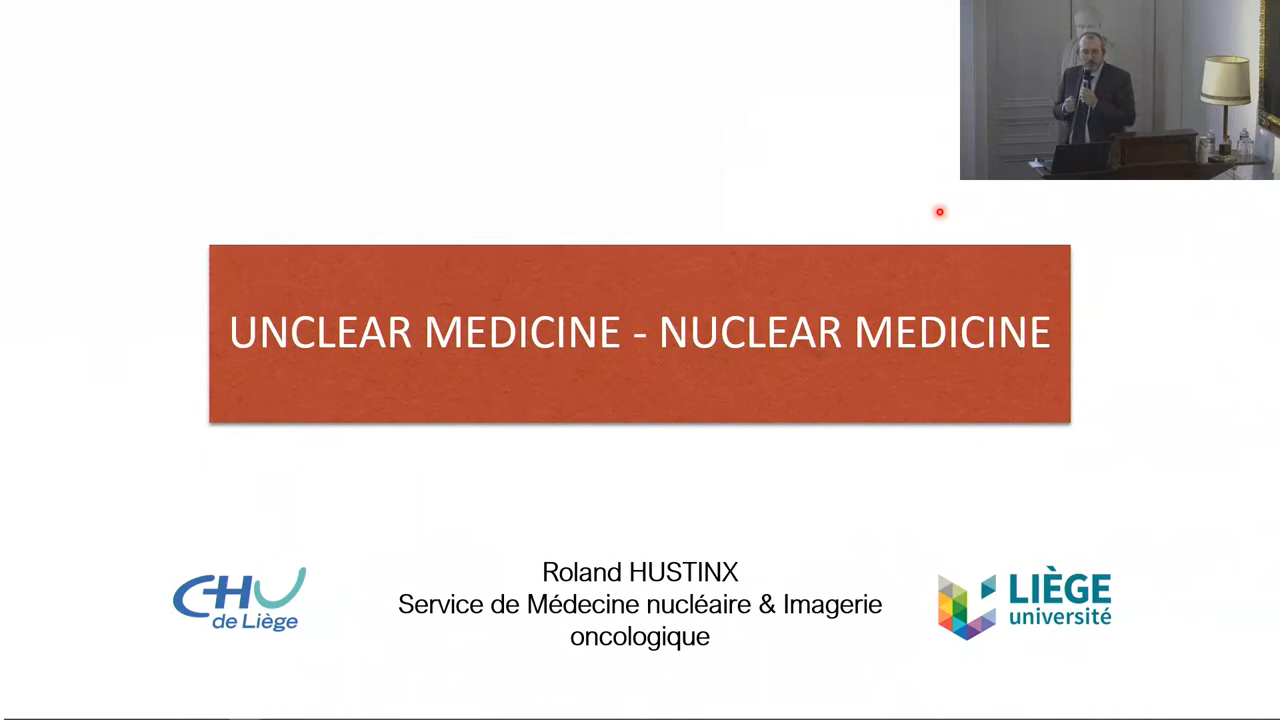 UNCLEAR MEDICINE - NUCLEAR MEDICINE
CHU
de Liège
Roland HUSTINX
Service de Médecine nucléaire & Imagerie
oncologique
LIÈGE
université